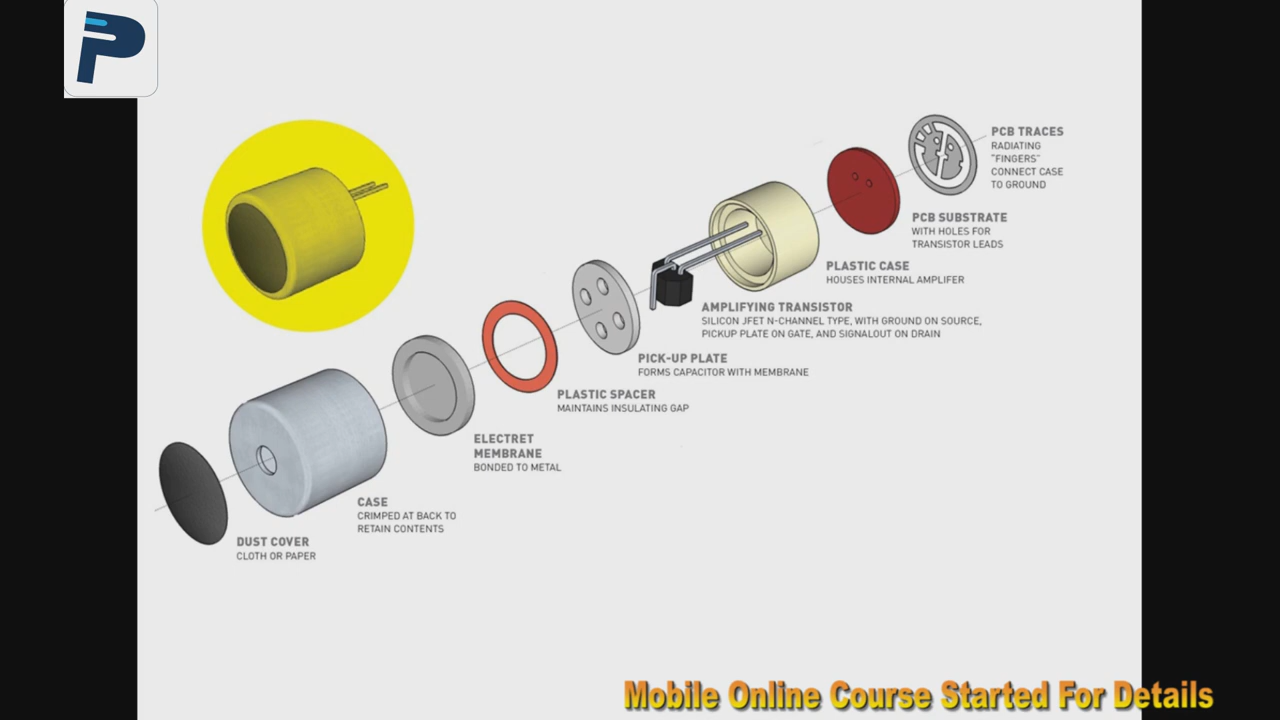 PCB TRACES
RADIATING
"FINGERS"
CONNECT CASE
TO GROUND
PCB SUBSTRATE
WITH HOLES FOR
TRANSISTOR LEADS
PLASTIC CASE
HOUSES INTERNAL AMPLIFER
AMPLIFYING TRANSISTOR
SILICON JFET N-CHANNEL TYPE, WITH GROUND ON SOURCE,
PICKUP PLATE ON GATE, AND SIGNALOUT ON DRAIN
PICK-UP PLATE
FORMS CAPACITOR WITH MEMBRANE
PLASTIC SPACER
MAINTAINS INSULATING GAP
ELECTRET
MEMBRANE
BONDED TO METAL
CASE
CRIMPED AT BACK TO
RETAIN CONTENTS
DUST COVER
CLOTH OR PAPER
Mobile Online Course Started For Details